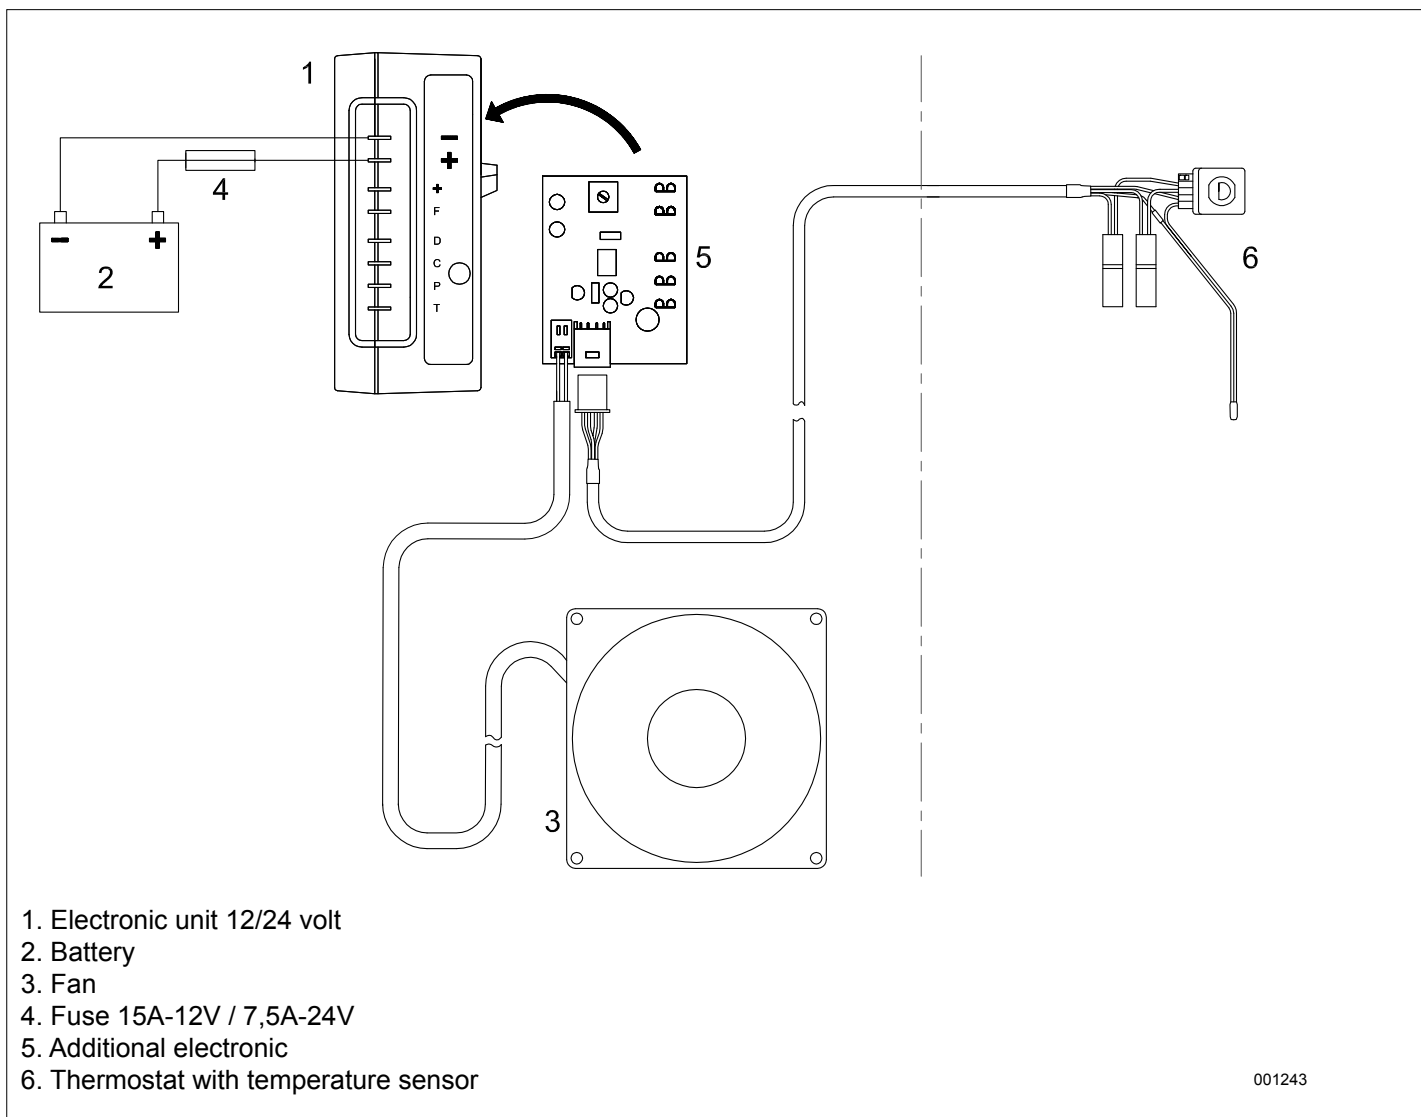 1
4
2
− +
−
+
+
F
D
C
P
T
5
6
3
1. Electronic unit 12/24 volt
2. Battery
3. Fan
4. Fuse 15A-12V / 7,5A-24V
5. Additional electronic
6. Thermostat with temperature sensor
001243